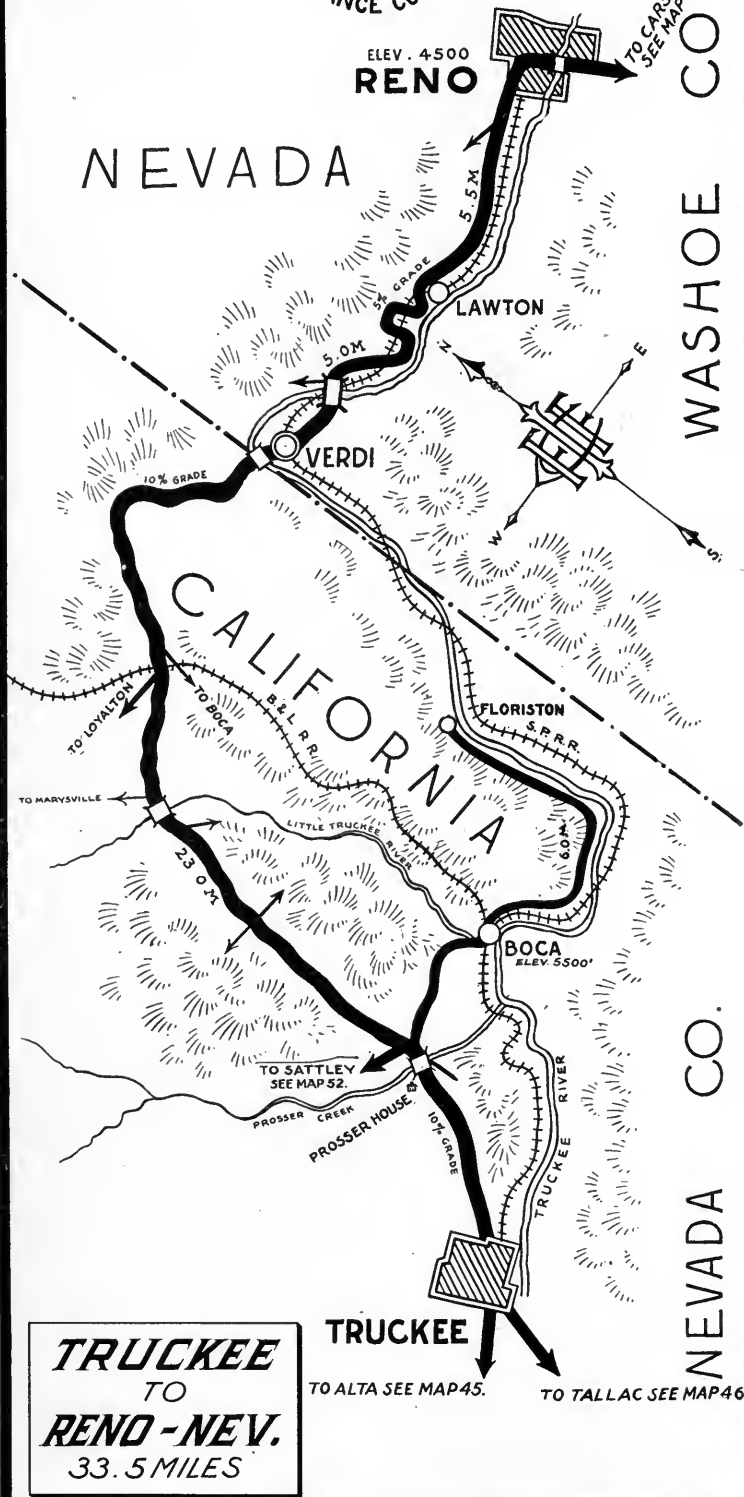 ELEV. 4500
RENO
TO CARS
SEE MAP
NEVADA
WASHOE CO
5.5 M
5% GRADE
LAWTON
5.0 M
N
E
W
S.
VERDI
10% GRADE
CALIFORNIA
TO LOYALTON
TO BOCA
B. & L. R.R.
FLORISTON
S.P.R.R.
TO MARYSVILLE
LITTLE TRUCKEE RIVER
6.0 M.
23.0 M
BOCA
ELEV. 5500'
TO SATTLEY
SEE MAP 52.
PROSSER CREEK
PROSSER HOUSE
10% GRADE
TRUCKEE RIVER
NEVADA CO.
TRUCKEE
TO ALTA SEE MAP 45.
TO TALLAC SEE MAP 46
TRUCKEE
TO
RENO - NEV.
33.5 MILES